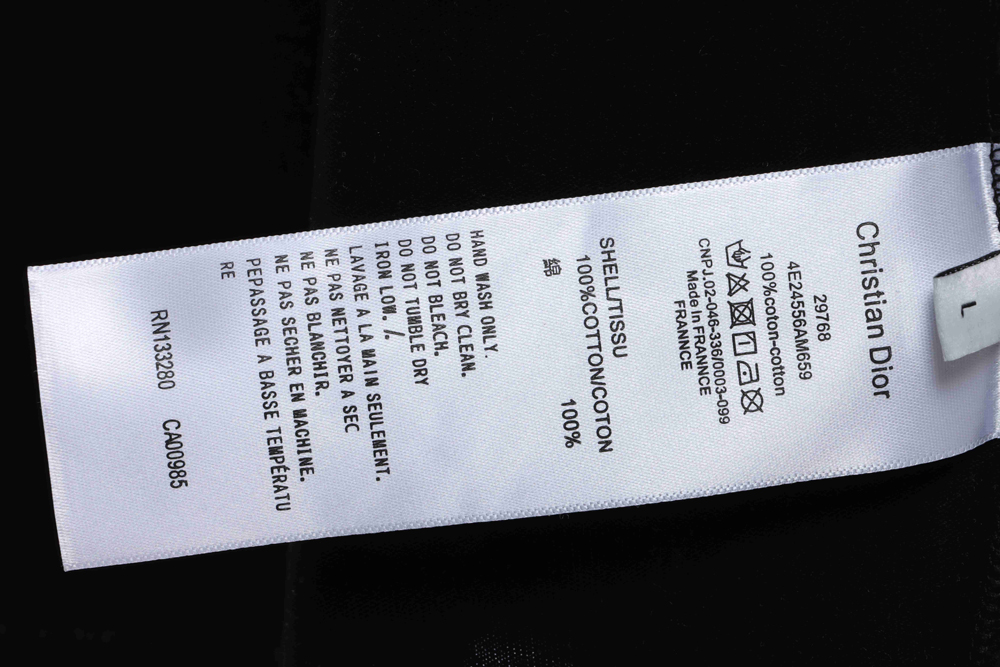 Christian Dior
29768
4E24556AM659
100%coton-cotton
CNPJ.02-046-336/0003-099
Made in FRANNCE
FRANNCE
SHELL/TISSU
100%COTTON/COTON
綿 100%
HAND WASH ONLY.
DO NOT BRY CLEAN.
DO NOT BLEACH.
DO NOT TUMBLE DRY
IRON LOW. /.
LAVAGE A LA MAIN SEULEMENT.
NE PAS NETTOYER A SEC
NE PAS BLANCHIR.
NE PAS SECHER EN MACHINE.
PEPASSAGE A BASSE TEMPÉRATU
RE
RN133280 CA00985
L